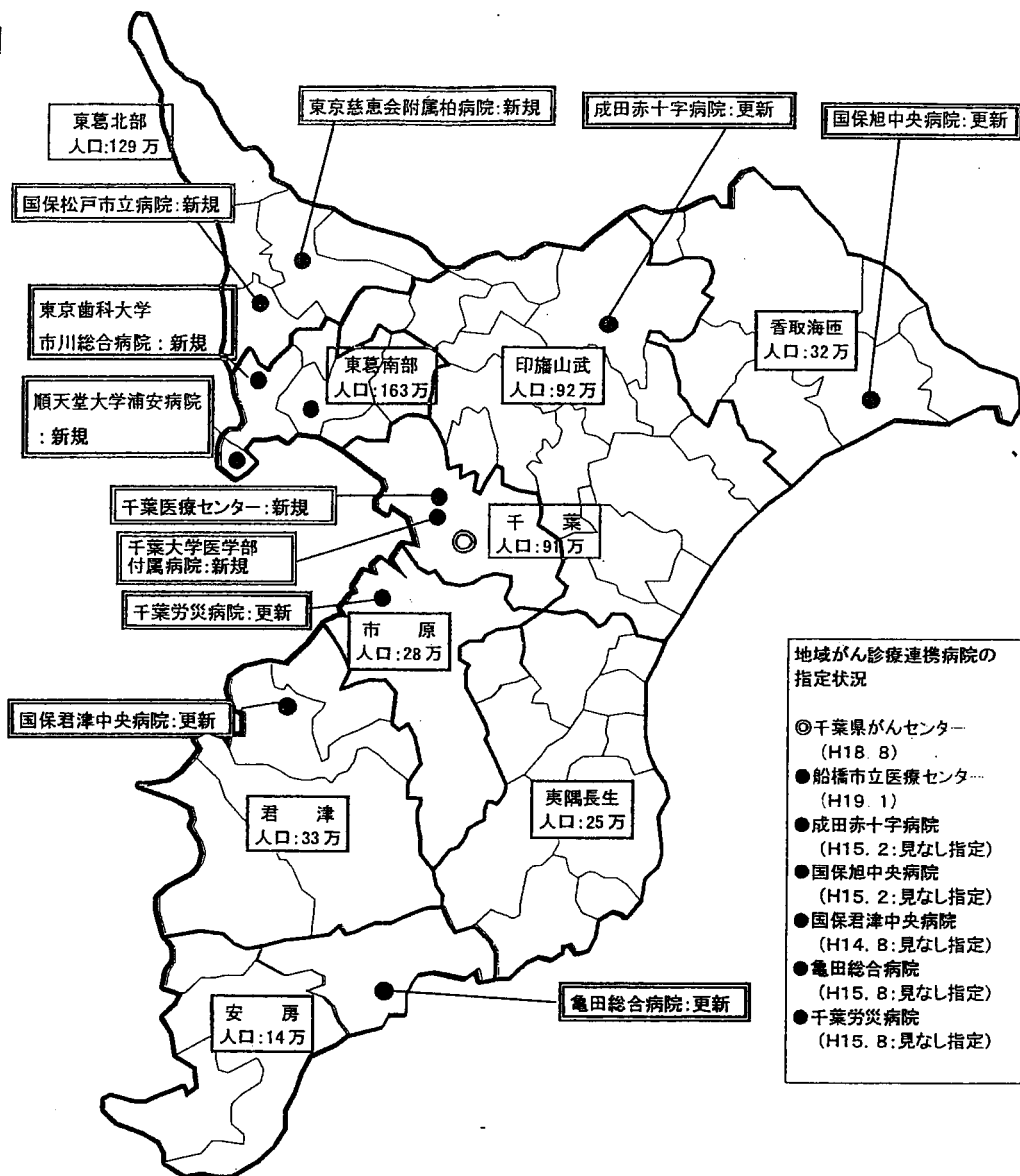 東京慈恵会附属柏病院:新規
成田赤十字病院:更新
国保旭中央病院:更新
東葛北部
人口:129万
国保松戸市立病院:新規
東京歯科大学
市川総合病院:新規
東葛南部
人口:163万
印旛山武
人口:92万
香取海匝
人口:32万
順天堂大学浦安病院
:新規
千葉医療センター:新規
千葉大学医学部
付属病院:新規
千葉
人口:91万
千葉労災病院:更新
市原
人口:28万
国保君津中央病院:更新
君津
人口:33万
夷隅長生
人口:25万
安房
人口:14万
亀田総合病院:更新
地域がん診療連携病院の
指定状況
◎千葉県がんセンター
(H18.8)
●船橋市立医療センター
(H19.1)
●成田赤十字病院
(H15.2:見なし指定)
●国保旭中央病院
(H15.2:見なし指定)
●国保君津中央病院
(H14.8:見なし指定)
●亀田総合病院
(H15.8:見なし指定)
●千葉労災病院
(H15.8:見なし指定)